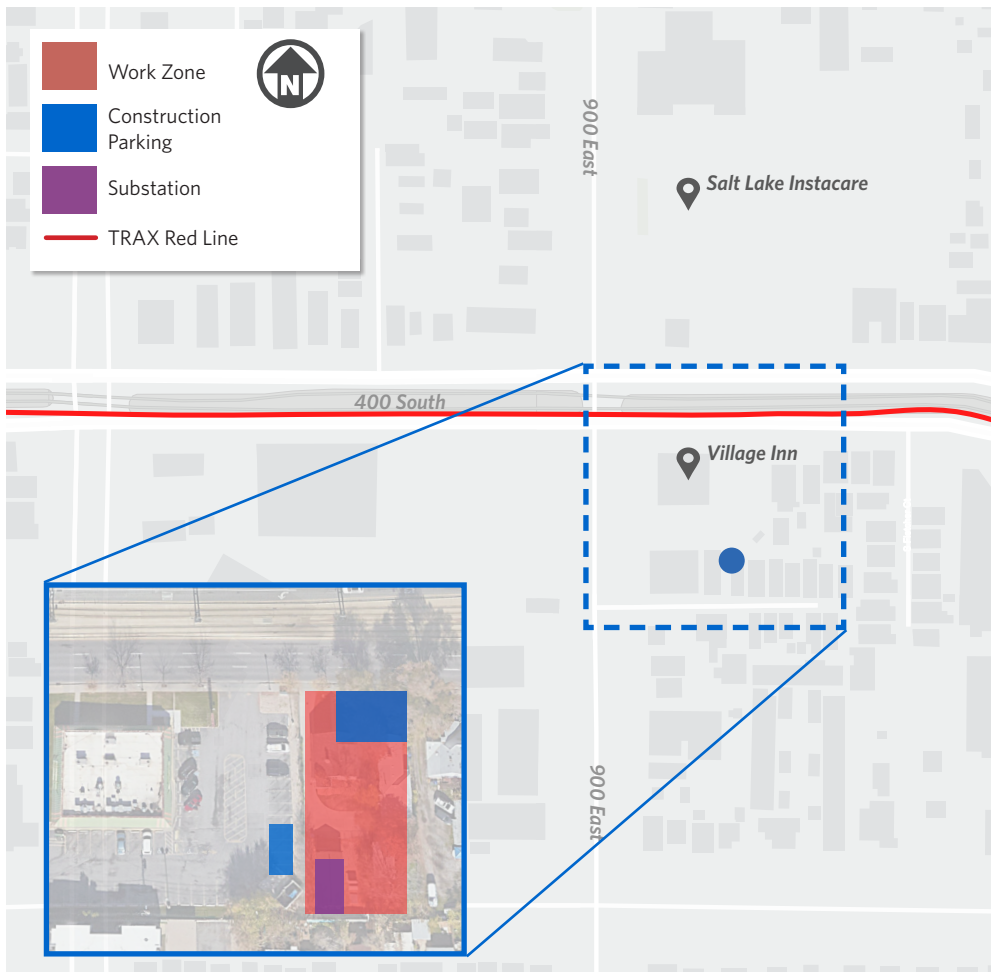 Work Zone
N
Construction
Parking
Substation
TRAX Red Line
900 East
Salt Lake Instacare
400 South
Village Inn
900 East